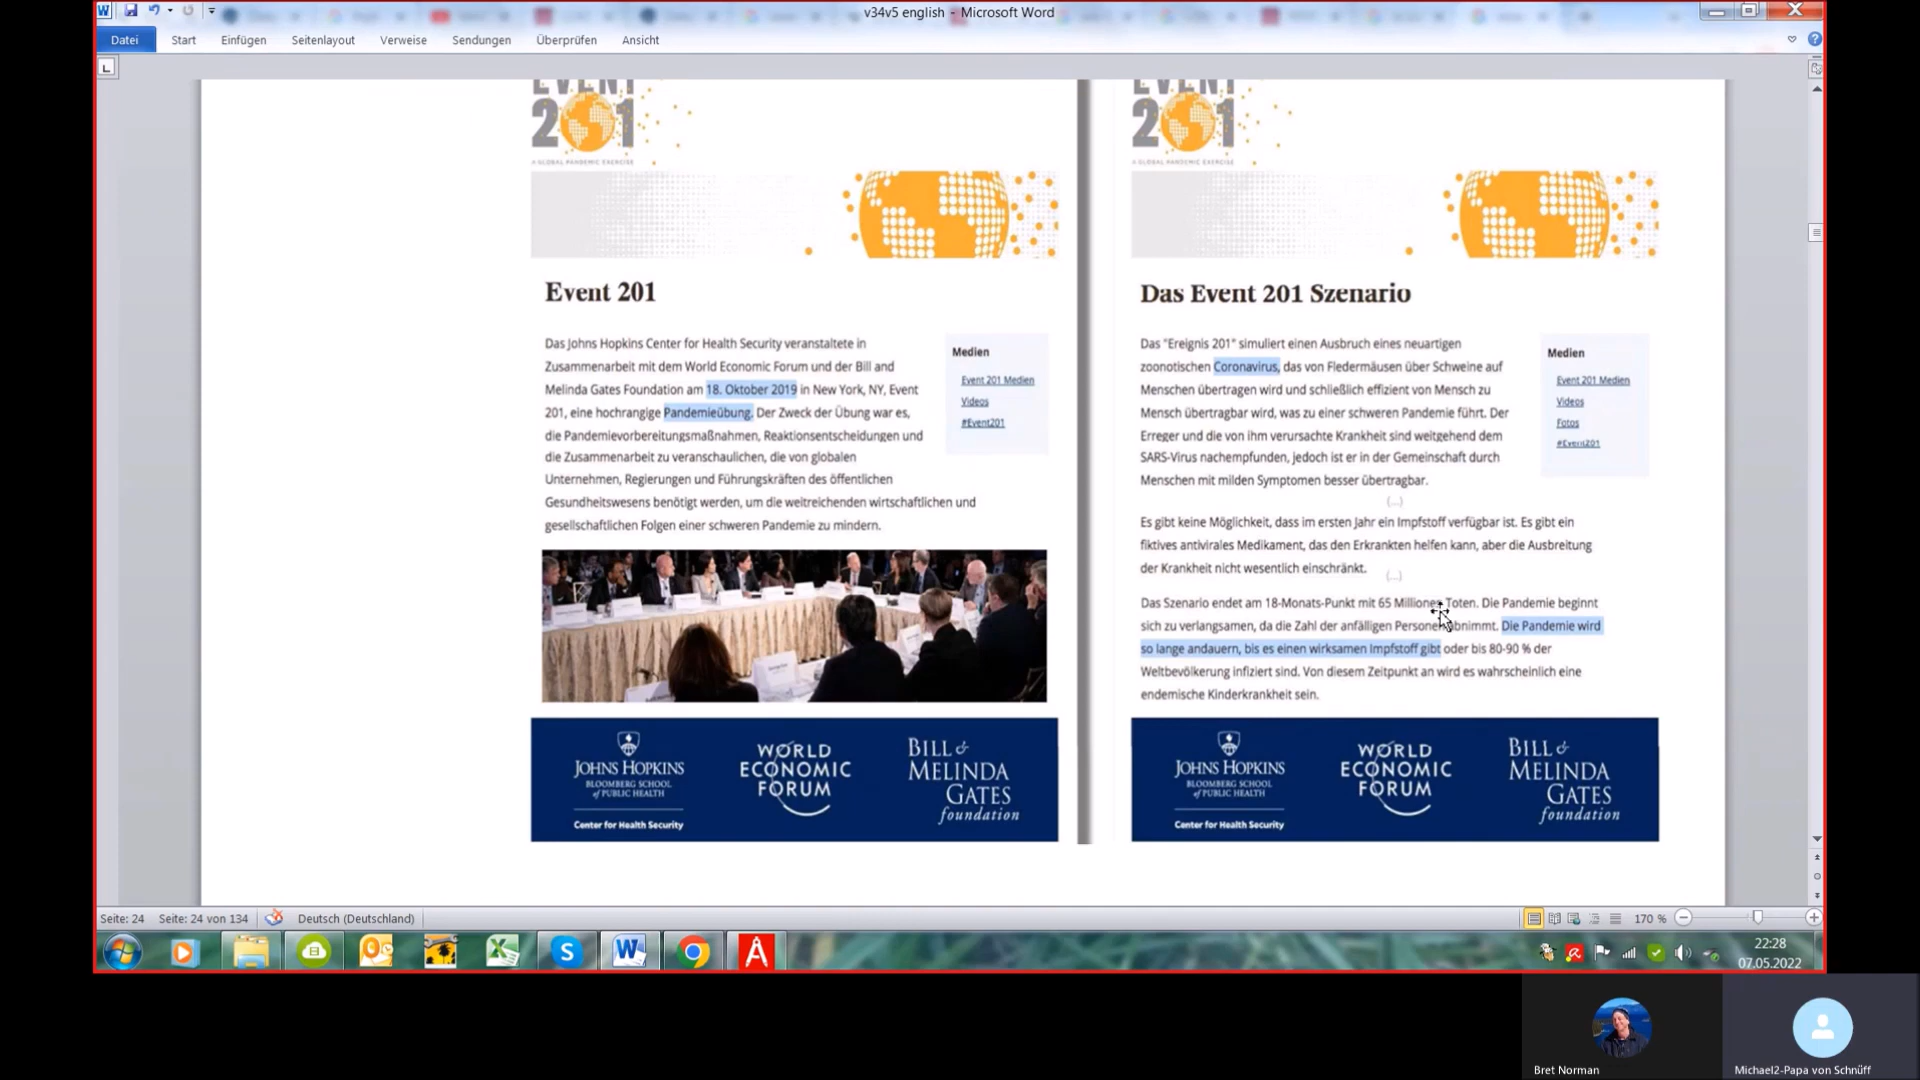 v34v5 english - Microsoft Word
Datei Start Einfügen Seitenlayout Verweise Sendungen Überprüfen Ansicht
EVENT
201
A GLOBAL PANDEMIC EXERCISE
Event 201
Das Johns Hopkins Center for Health Security veranstaltete in
Zusammenarbeit mit dem World Economic Forum und der Bill and
Melinda Gates Foundation am 18. Oktober 2019 in New York, NY, Event
201, eine hochrangige Pandemieübung. Der Zweck der Übung war es,
die Pandemievorbereitungsmaßnahmen, Reaktionsentscheidungen und
die Zusammenarbeit zu veranschaulichen, die von globalen
Unternehmen, Regierungen und Führungskräften des öffentlichen
Gesundheitswesens benötigt werden, um die weitreichenden wirtschaftlichen und
gesellschaftlichen Folgen einer schweren Pandemie zu mindern.
Medien
Event 201 Medien
Videos
#Event201
JOHNS HOPKINS
BLOOMBERG SCHOOL
of PUBLIC HEALTH
Center for Health Security
WORLD
ECONOMIC
FORUM
BILL &
MELINDA
GATES
foundation
EVENT
201
A GLOBAL PANDEMIC EXERCISE
Das Event 201 Szenario
Das "Ereignis 201" simuliert einen Ausbruch eines neuartigen
zoonotischen Coronavirus, das von Fledermäusen über Schweine auf
Menschen übertragen wird und schließlich effizient von Mensch zu
Mensch übertragbar wird, was zu einer schweren Pandemie führt. Der
Erreger und die von ihm verursachte Krankheit sind weitgehend dem
SARS-Virus nachempfunden, jedoch ist er in der Gemeinschaft durch
Menschen mit milden Symptomen besser übertragbar.
(...)
Es gibt keine Möglichkeit, dass im ersten Jahr ein Impfstoff verfügbar ist. Es gibt ein
fiktives antivirales Medikament, das den Erkrankten helfen kann, aber die Ausbreitung
der Krankheit nicht wesentlich einschränkt.
(...)
Das Szenario endet am 18-Monats-Punkt mit 65 Millionen Toten. Die Pandemie beginnt
sich zu verlangsamen, da die Zahl der anfälligen Personen abnimmt. Die Pandemie wird
so lange andauern, bis es einen wirksamen Impfstoff gibt oder bis 80-90 % der
Weltbevölkerung infiziert sind. Von diesem Zeitpunkt an wird es wahrscheinlich eine
endemische Kinderkrankheit sein.
Medien
Event 201 Medien
Videos
Fotos
#Event201
JOHNS HOPKINS
BLOOMBERG SCHOOL
of PUBLIC HEALTH
Center for Health Security
WORLD
ECONOMIC
FORUM
BILL &
MELINDA
GATES
foundation
Seite: 24 Seite: 24 von 134 Deutsch (Deutschland) 170 %
22:28
07.05.2022
Bret Norman
Michael2-Papa von Schnüff